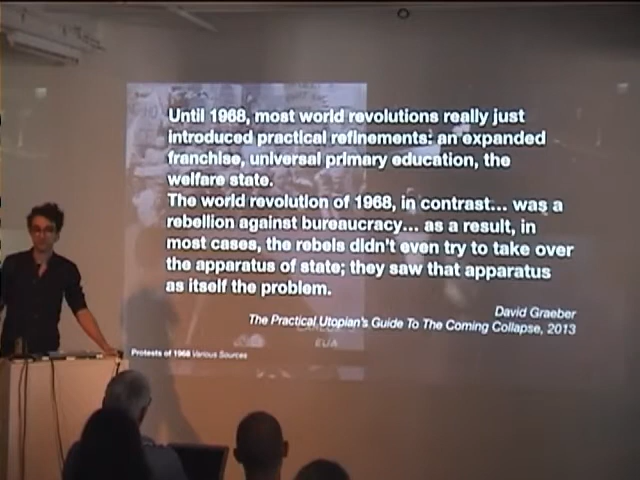 Until 1968, most world revolutions really just
introduced practical refinements: an expanded
franchise, universal primary education, the
welfare state.
The world revolution of 1968, in contrast... was a
rebellion against bureaucracy... as a result, in
most cases, the rebels didn't even try to take over
the apparatus of state; they saw that apparatus
as itself the problem.
David Graeber
The Practical Utopian's Guide To The Coming Collapse, 2013
EUA
Protests of 1968 Various Sources